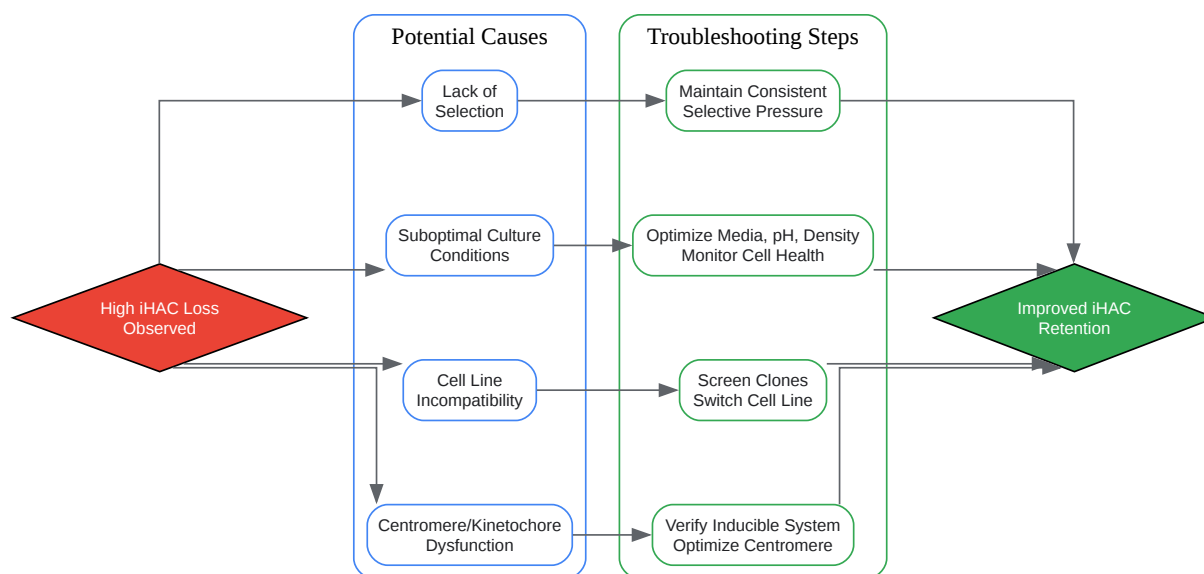 Potential Causes
Troubleshooting Steps
Lack of
Selection
Maintain Consistent
Selective Pressure
Suboptimal Culture
Conditions
Optimize Media, pH, Density
Monitor Cell Health
High iHAC Loss
Observed
Improved iHAC
Retention
Cell Line
Incompatibility
Screen Clones
Switch Cell Line
Centromere/Kinetochore
Dysfunction
Verify Inducible System
Optimize Centromere